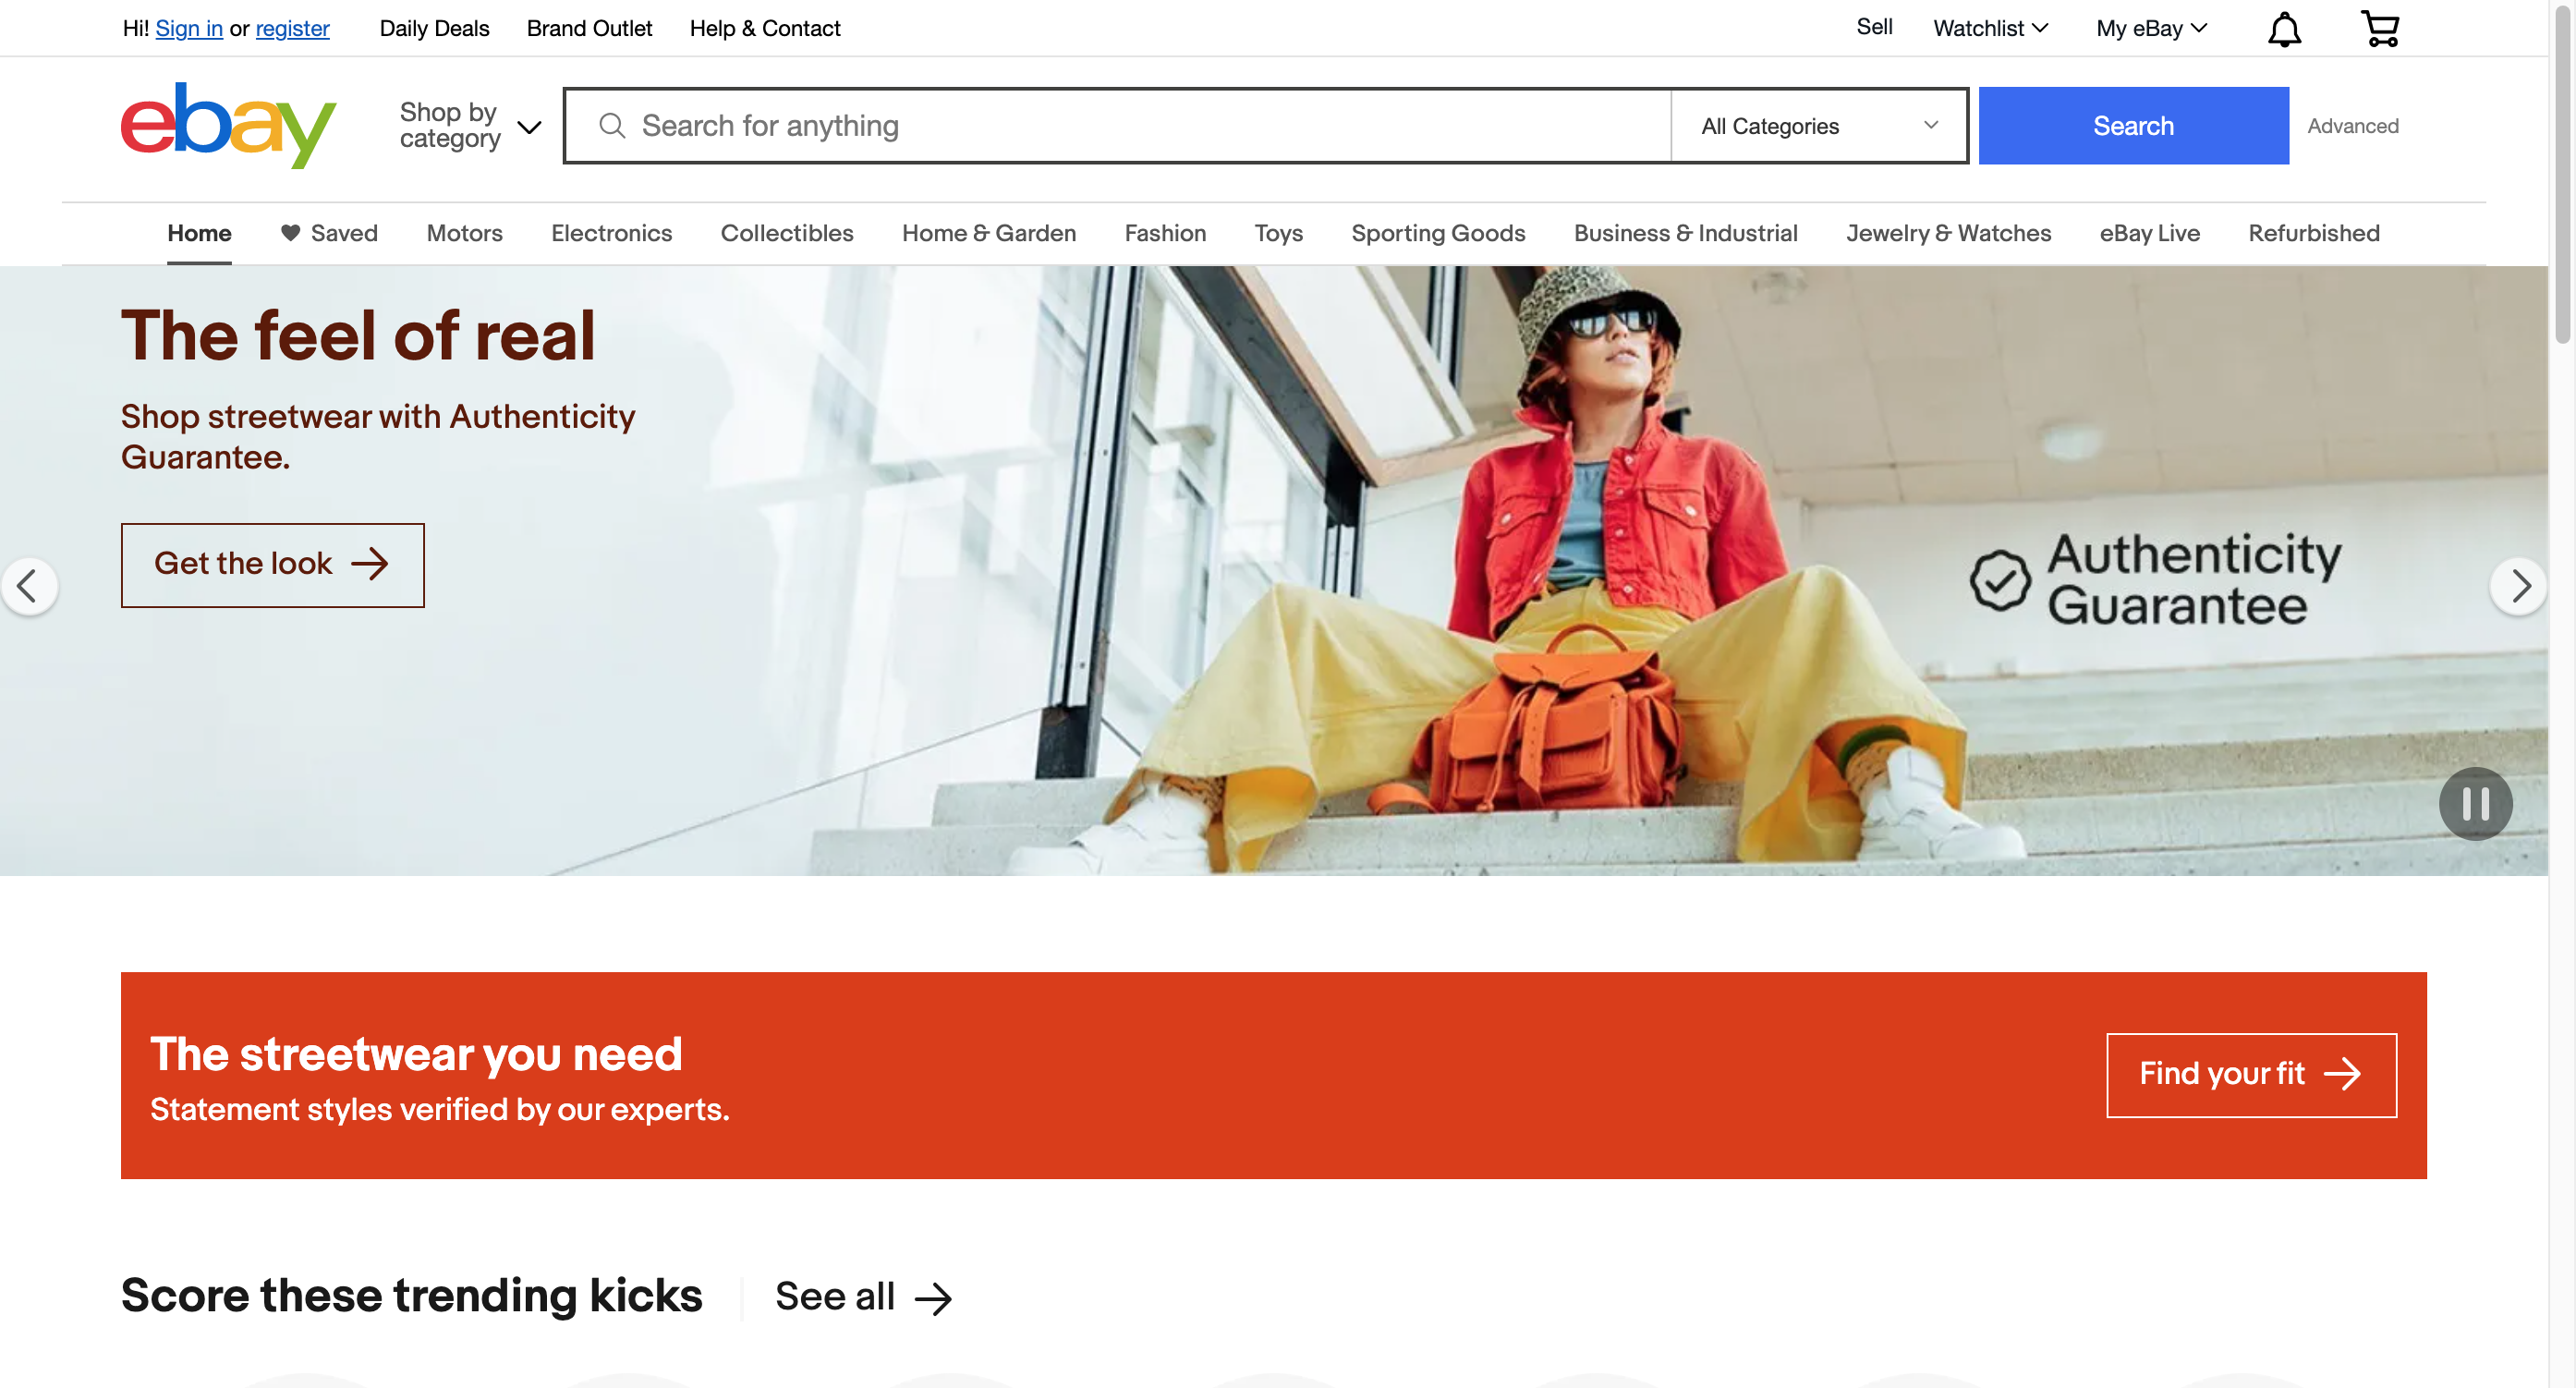 Hi! Sign in or register Daily Deals Brand Outlet Help & Contact Sell Watchlist My eBay
ebay
Shop by
category
Search for anything All Categories Search Advanced
Home Saved Motors Electronics Collectibles Home & Garden Fashion Toys Sporting Goods Business & Industrial Jewelry & Watches eBay Live Refurbished
The feel of real
Shop streetwear with Authenticity
Guarantee.
Get the look
Authenticity
Guarantee
The streetwear you need
Statement styles verified by our experts.
Find your fit
Score these trending kicks See all